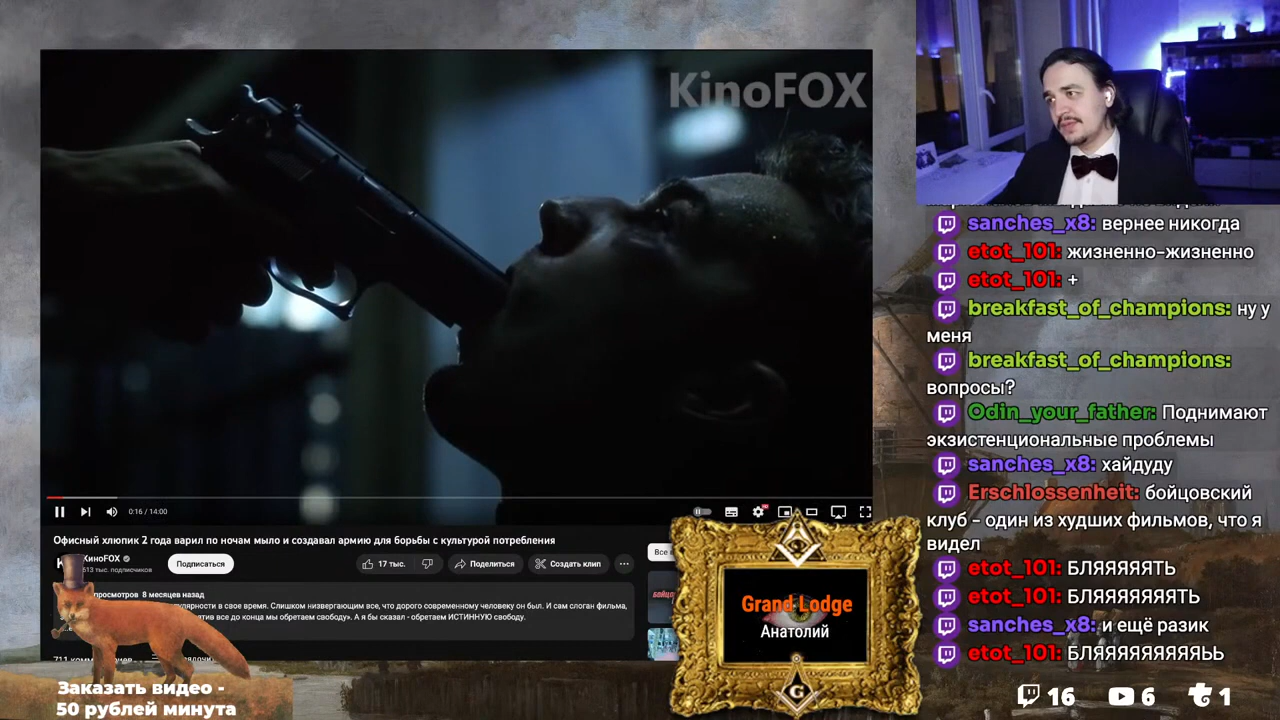 KinoFOX
0:16 / 14:00
Офисный хлюпик 2 года варил по ночам мыло и создавал армию для борьбы с культурой потребления
КиноFOX
613 тыс. подписчиков
Подписаться
17 тыс.
Поделиться
Создать клип
Все
просмотров 8 месяцев назад
в свое время. Слишком низвергающим все, что дорого современному человеку он был. И сам слоган фильма,
все до конца мы обретаем свободу». А я бы сказал - обретаем ИСТИННУЮ свободу.
Заказать видео -
50 рублей минута
Grand Lodge
Анатолий
G
sanches_x8: вернее никогда
etot_101: жизненно-жизненно
etot_101: +
breakfast_of_champions: ну у
меня
breakfast_of_champions:
вопросы?
Odin_your_father: Поднимают
экзистенциональные проблемы
sanches_x8: хайдуду
Erschlossenheit: бойцовский
клуб - один из худших фильмов, что я
видел
etot_101: БЛЯЯЯЯЯТЬ
etot_101: БЛЯЯЯЯЯЯЯТЬ
sanches_x8: и ещё разик
etot_101: БЛЯЯЯЯЯЯЯЯЯЬЬ
16
6
1